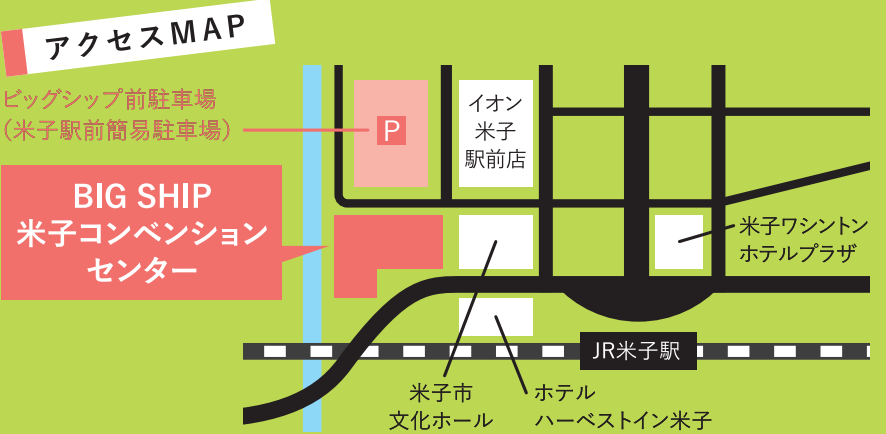 アクセスMAP
ビッグシップ前駐車場
（米子駅前簡易駐車場）
P
イオン
米子
駅前店
BIG SHIP
米子コンベンション
センター
米子ワシントン
ホテルプラザ
JR米子駅
米子市
文化ホール
ホテル
ハーベストイン米子